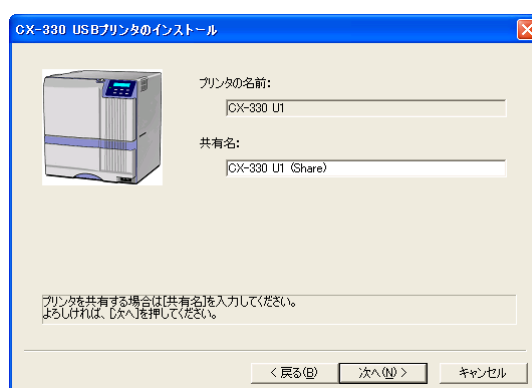 CX-330 USBプリンタのインストール
プリンタの名前:
CX-330 U1
共有名:
CX-330 U1 (Share)
プリンタを共有する場合は[共有名]を入力してください。
よろしければ、[次へ]を押してください。
< 戻る(B)
次へ(N) >
キャンセル